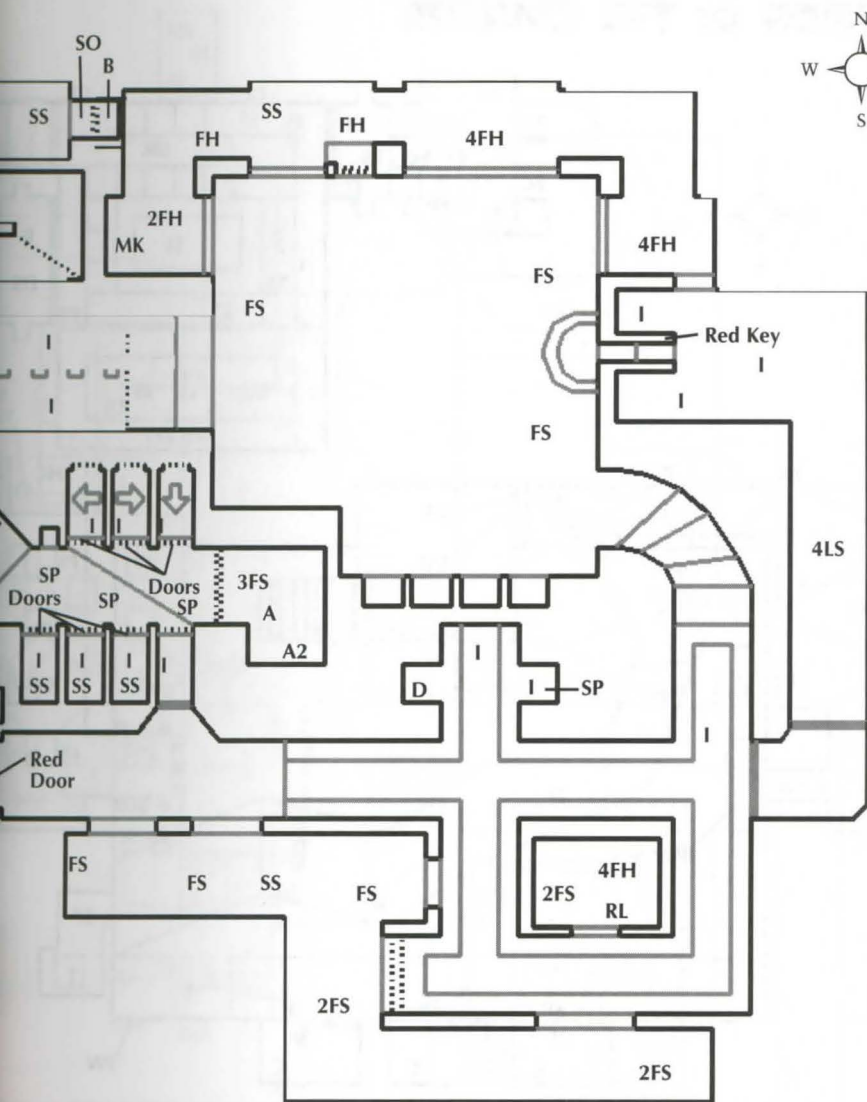 N
W
S
SO
B
SS
SS
FH
FH
4FH
2FH
MK
4FH
FS
FS
I
Red Key
I
I
I
I
FS
I I I
4LS
SP
Doors
3FS
Doors
SP
SP
A
A2
I I I I
SS SS SS
I
D
I
SP
I
Red
Door
FS
FS
SS
FS
4FH
2FS
RL
2FS
2FS